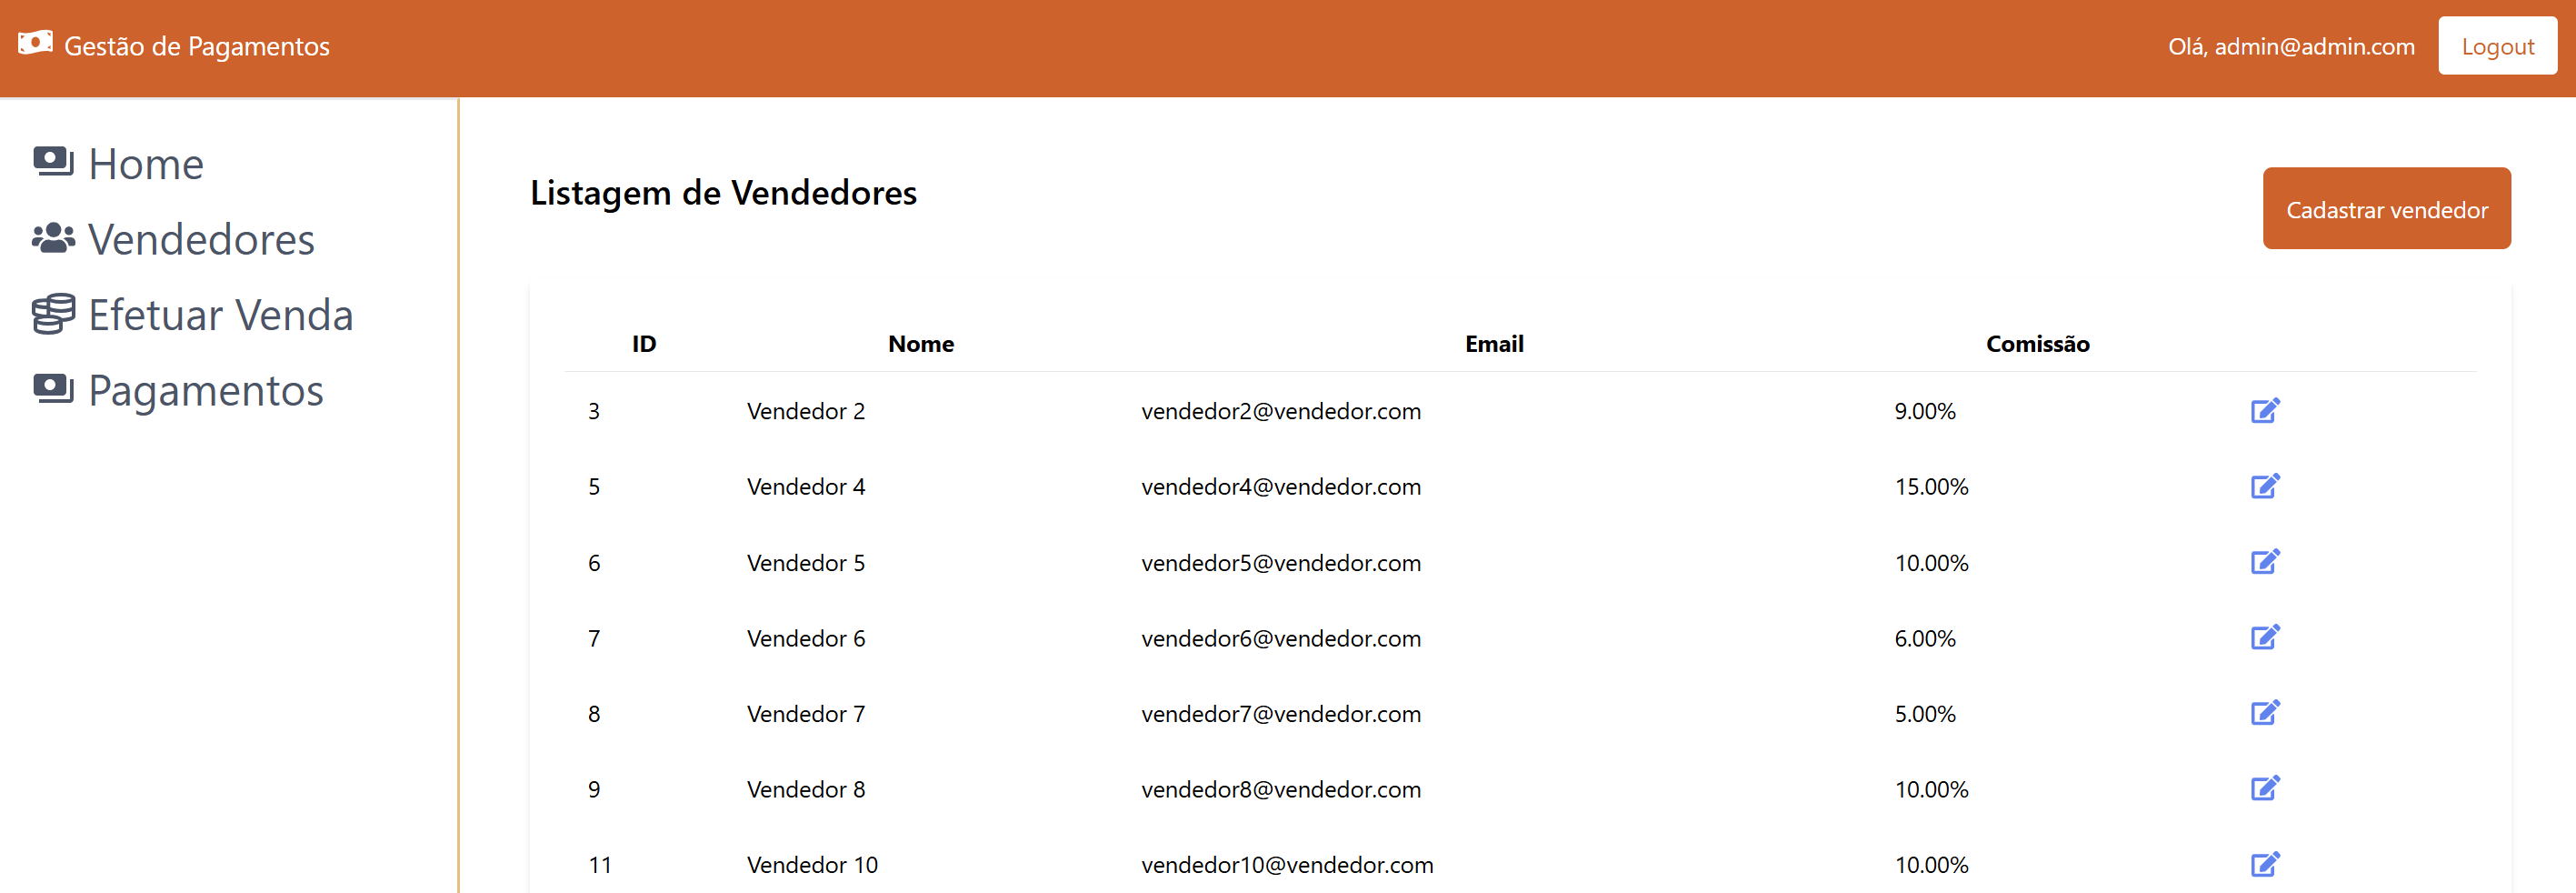 Gestão de Pagamentos
Olá, admin@admin.com Logout
Home
Vendedores
Efetuar Venda
Pagamentos
Listagem de Vendedores
Cadastrar vendedor
ID Nome Email Comissão
3 Vendedor 2 vendedor2@vendedor.com 9.00%
5 Vendedor 4 vendedor4@vendedor.com 15.00%
6 Vendedor 5 vendedor5@vendedor.com 10.00%
7 Vendedor 6 vendedor6@vendedor.com 6.00%
8 Vendedor 7 vendedor7@vendedor.com 5.00%
9 Vendedor 8 vendedor8@vendedor.com 10.00%
11 Vendedor 10 vendedor10@vendedor.com 10.00%